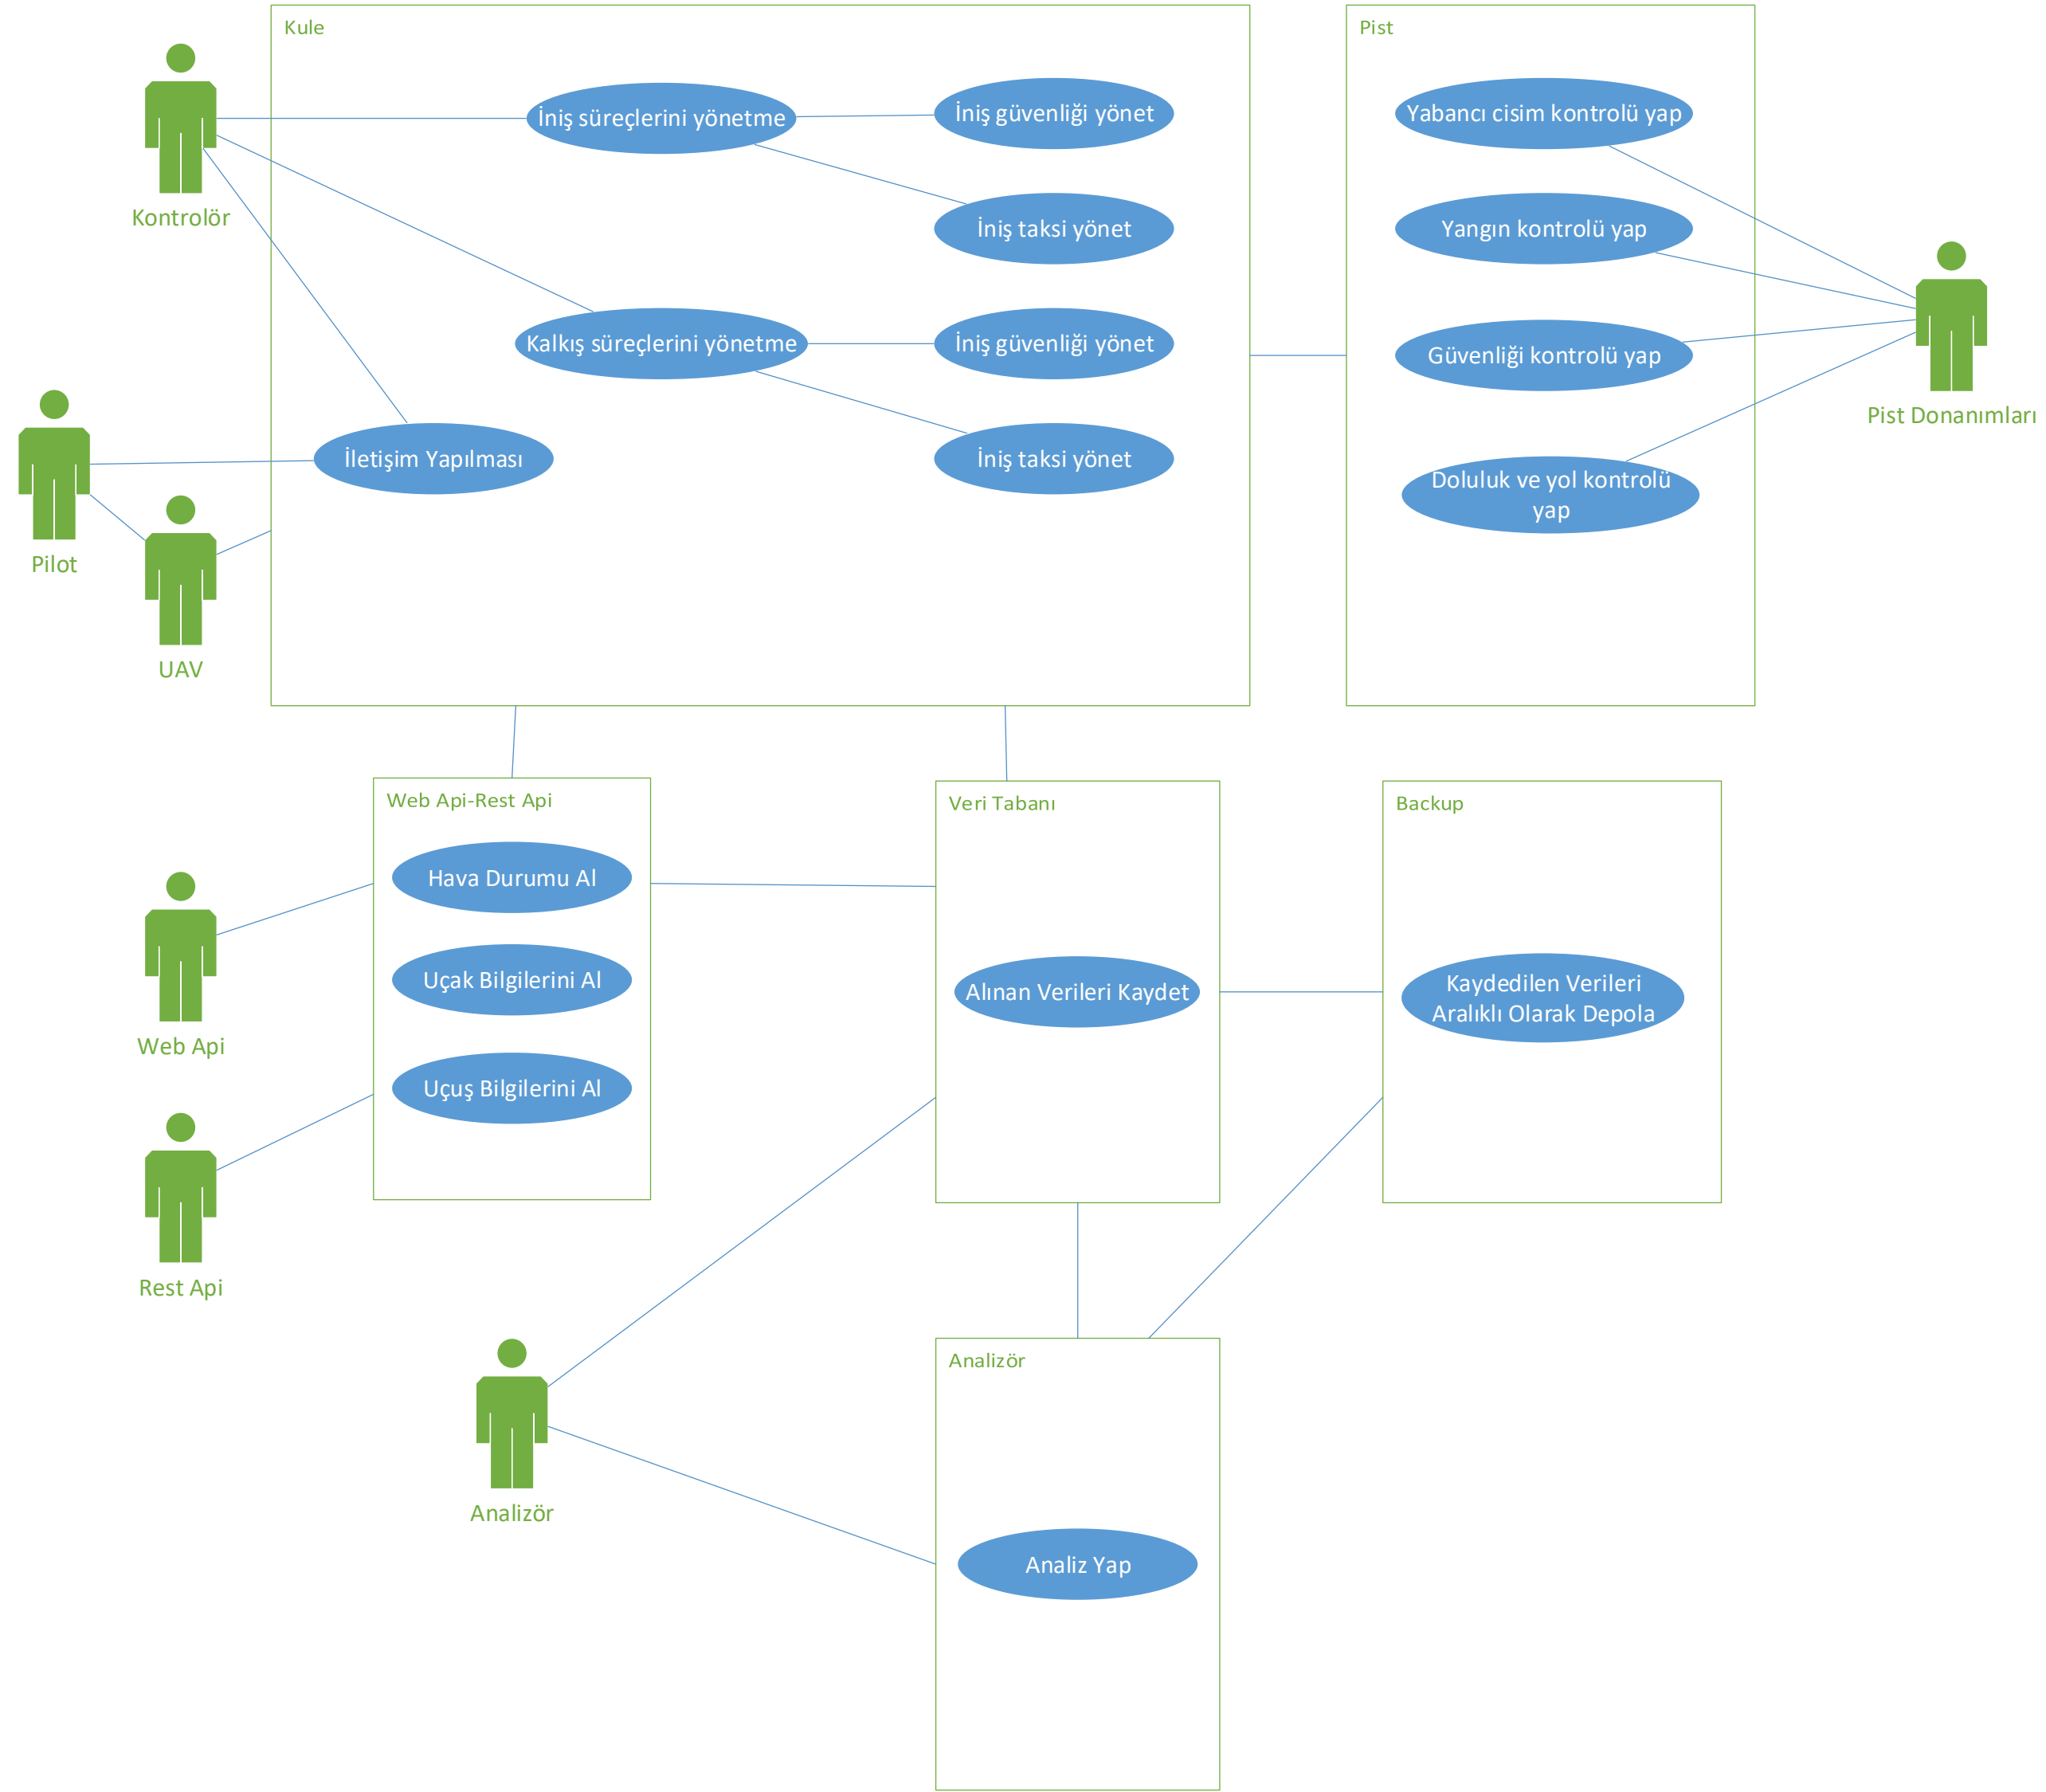 Kule
Kontrolör
İniş süreçlerini yönetme
İniş güvenliği yönet
İniş taksi yönet
Kalkış süreçlerini yönetme
İniş güvenliği yönet
İniş taksi yönet
İletişim Yapılması
Pilot
UAV
Pist
Yabancı cisim kontrolü yap
Yangın kontrolü yap
Güvenliği kontrolü yap
Doluluk ve yol kontrolü
yap
Pist Donanımları
Web Api-Rest Api
Hava Durumu Al
Uçak Bilgilerini Al
Uçuş Bilgilerini Al
Web Api
Rest Api
Veri Tabanı
Alınan Verileri Kaydet
Backup
Kaydedilen Verileri
Aralıklı Olarak Depola
Analizör
Analizör
Analiz Yap